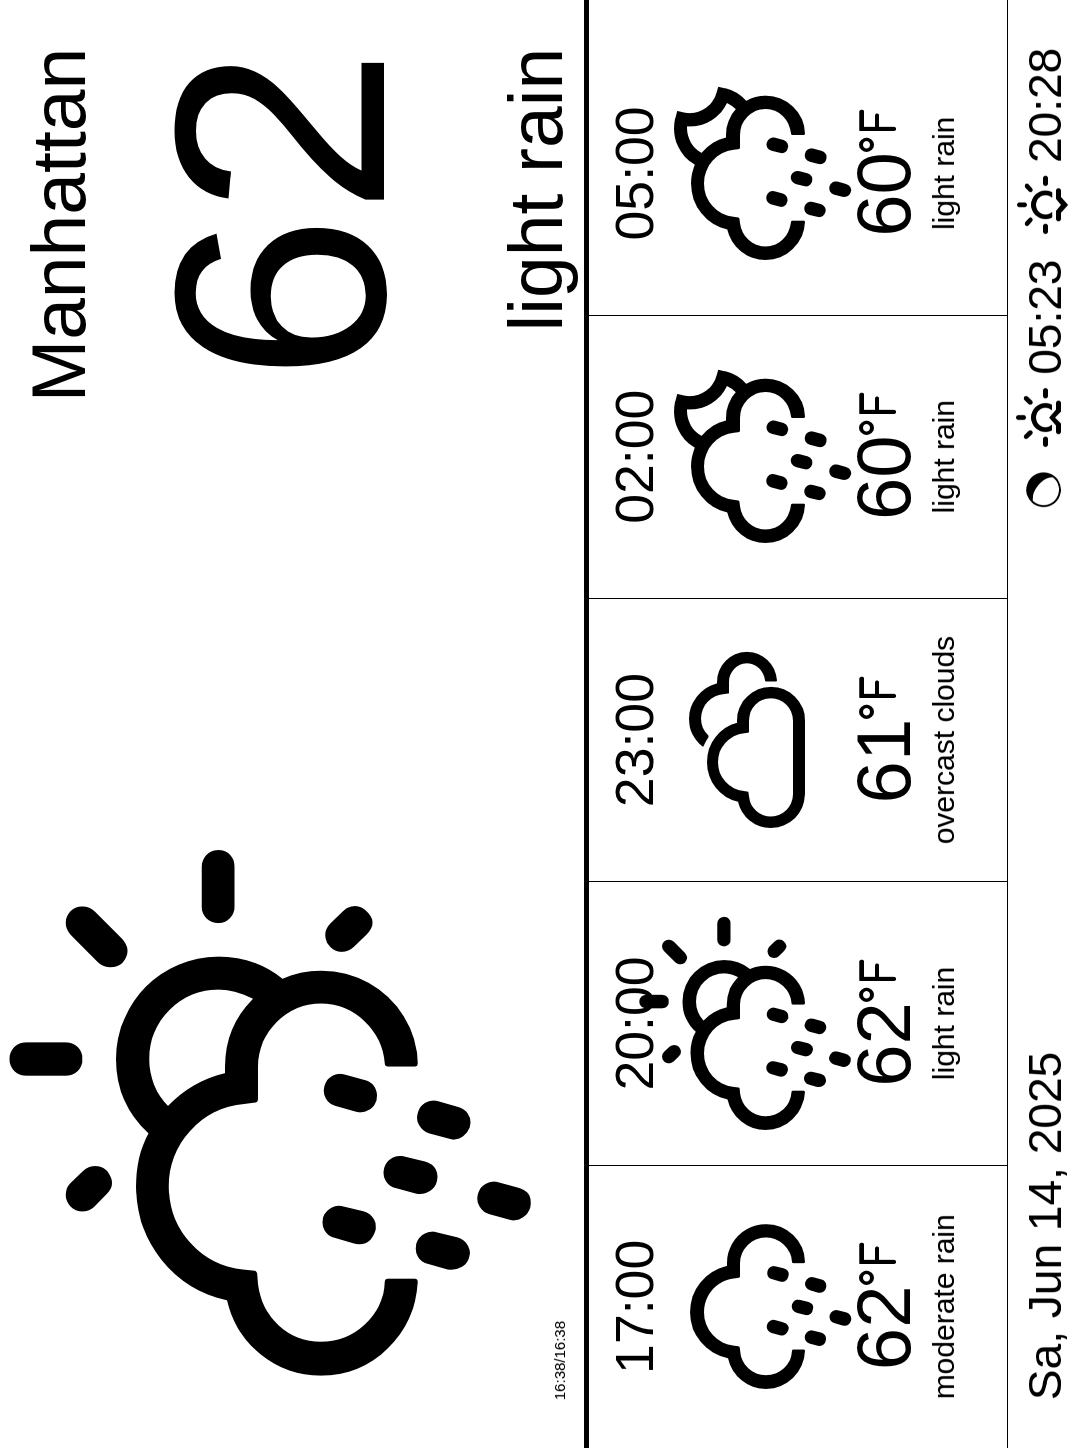 Manhattan
62
light rain
16:38/16:38
17:00
62°F
moderate rain
20:00
62°F
light rain
23:00
61°F
overcast clouds
02:00
60°F
light rain
05:00
60°F
light rain
Sa, Jun 14, 2025
05:23
20:28